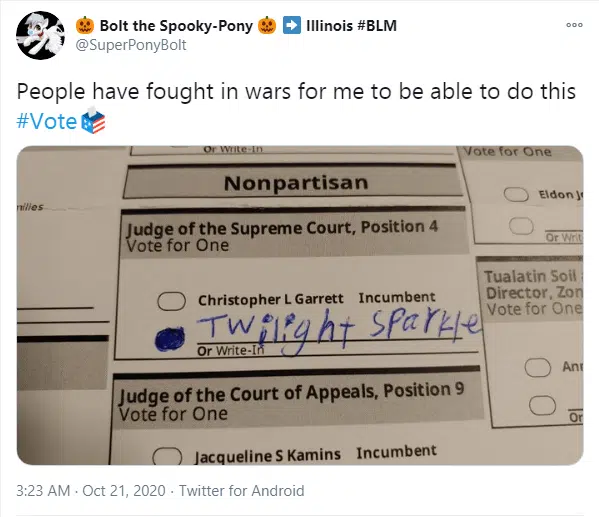 🎃 Bolt the Spooky-Pony 🎃 ➡️ Illinois #BLM
@SuperPonyBolt
People have fought in wars for me to be able to do this
#Vote
Or Write-In
Vote for One
Nonpartisan
Eldon
Or Writ
Judge of the Supreme Court, Position 4
Vote for One
Christopher L Garrett Incumbent
Twilight Sparkle
Or Write-In
Tualatin Soil
Director, Zon
Vote for One
Judge of the Court of Appeals, Position 9
Vote for One
Jacqueline S Kamins Incumbent
An
Or
3:23 AM · Oct 21, 2020 · Twitter for Android